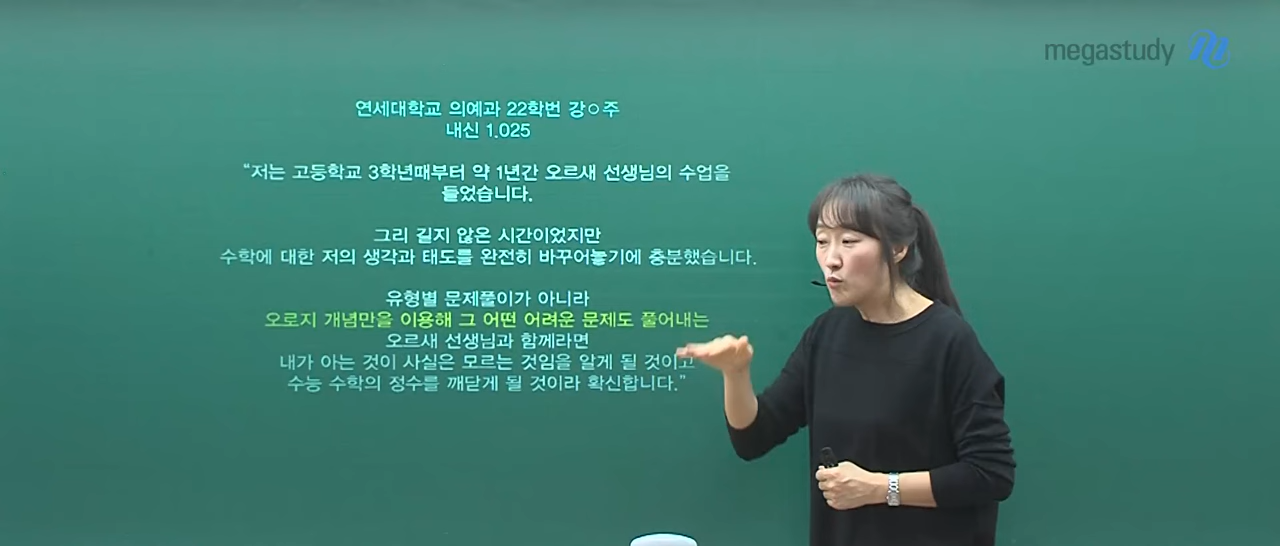 megastudy M
연세대학교 의예과 22학번 강ㅇ주
내신 1.025
“저는 고등학교 3학년때부터 약 1년간 오르새 선생님의 수업을
들었습니다.
그리 길지 않은 시간이었지만
수학에 대한 저의 생각과 태도를 완전히 바꾸어놓기에 충분했습니다.
유형별 문제풀이가 아니라
오로지 개념만을 이용해 그 어떤 어려운 문제도 풀어내는
오르새 선생님과 함께라면
내가 아는 것이 사실은 모르는 것임을 알게 될 것이고
수능 수학의 정수를 깨닫게 될 것이라 확신합니다.”